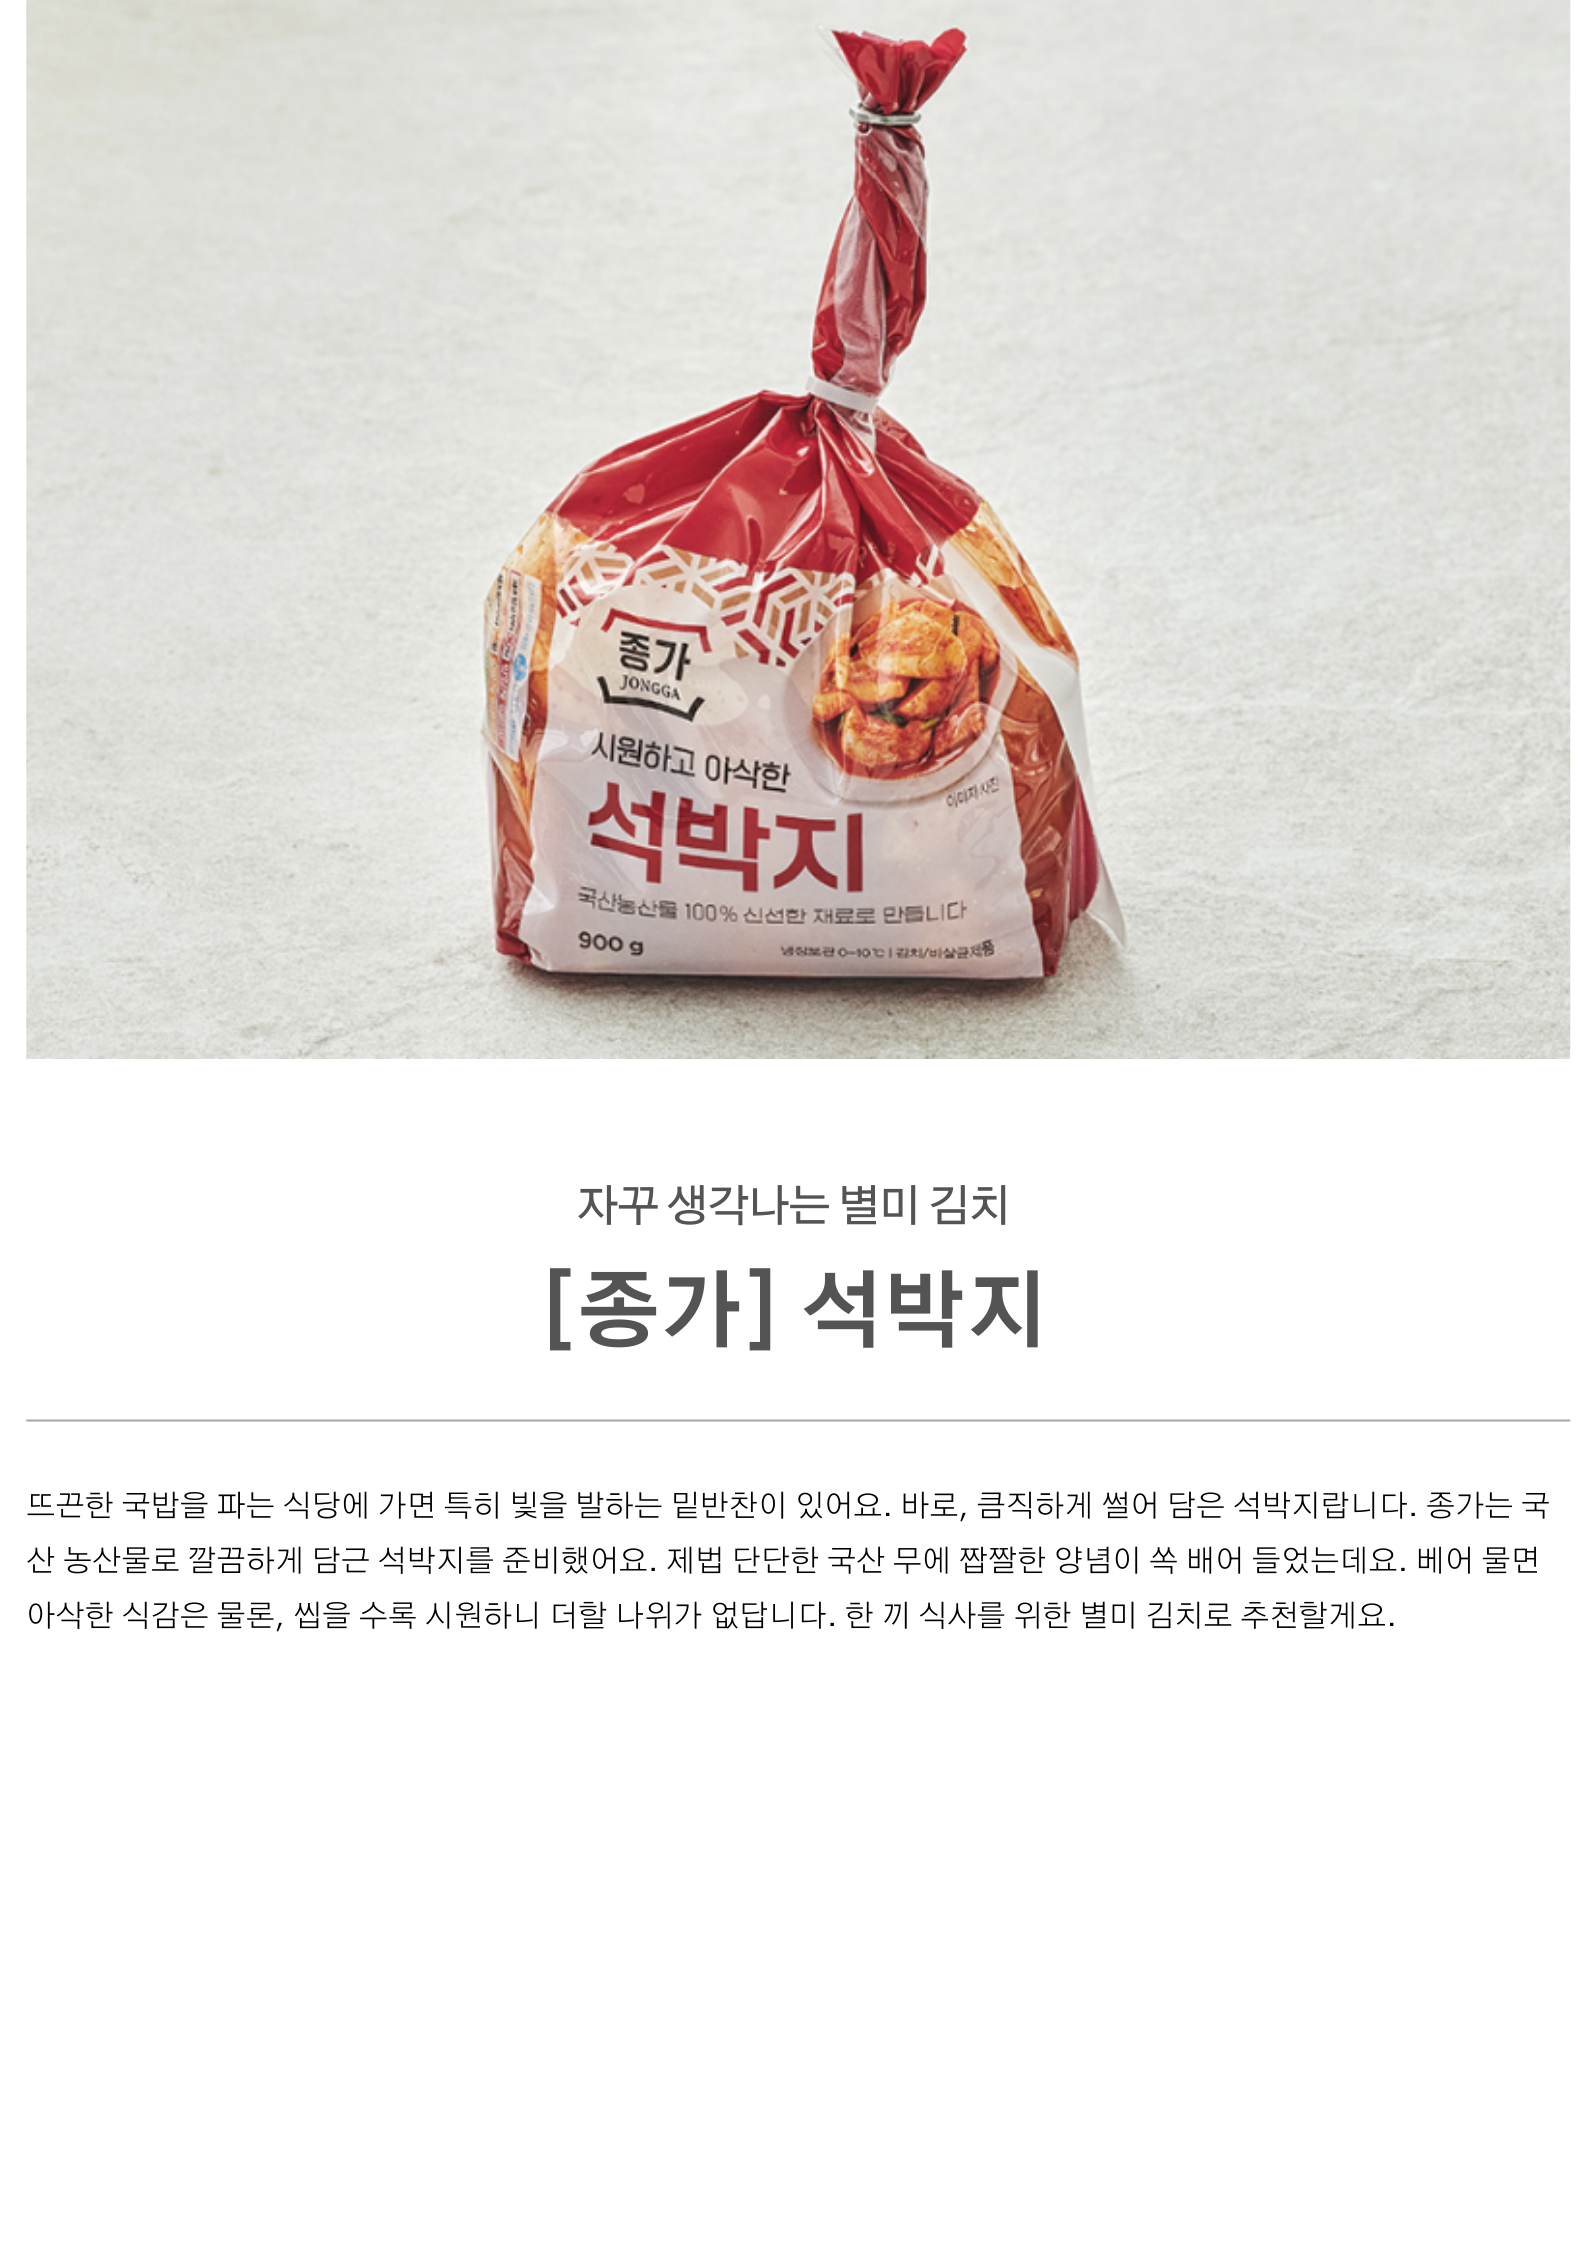 종가
JONGGA
시원하고 아삭한
석박지
이미지 사진
국산농산물 100% 신선한 재료로 만듭니다
900 g
냉장보관 0~10℃ | 김치/비살균제품
자꾸 생각나는 별미 김치
[종가] 석박지
뜨끈한 국밥을 파는 식당에 가면 특히 빛을 발하는 밑반찬이 있어요. 바로, 큼직하게 썰어 담은 석박지랍니다. 종가는 국
산 농산물로 깔끔하게 담근 석박지를 준비했어요. 제법 단단한 국산 무에 짭짤한 양념이 쏙 배어 들었는데요. 베어 물면
아삭한 식감은 물론, 씹을 수록 시원하니 더할 나위가 없답니다. 한 끼 식사를 위한 별미 김치로 추천할게요.